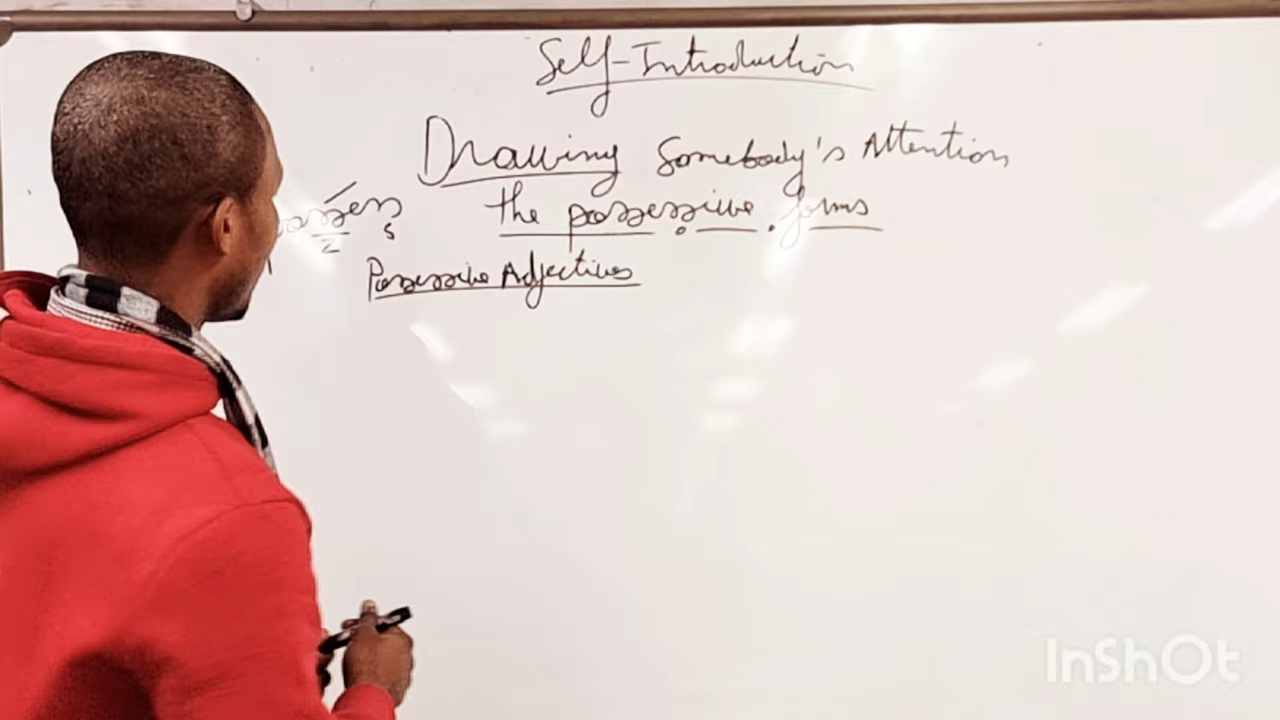 Self-Introduction
Drawing Somebody's Attention
the possessive forms
z s
Possessive Adjectives
InShOt